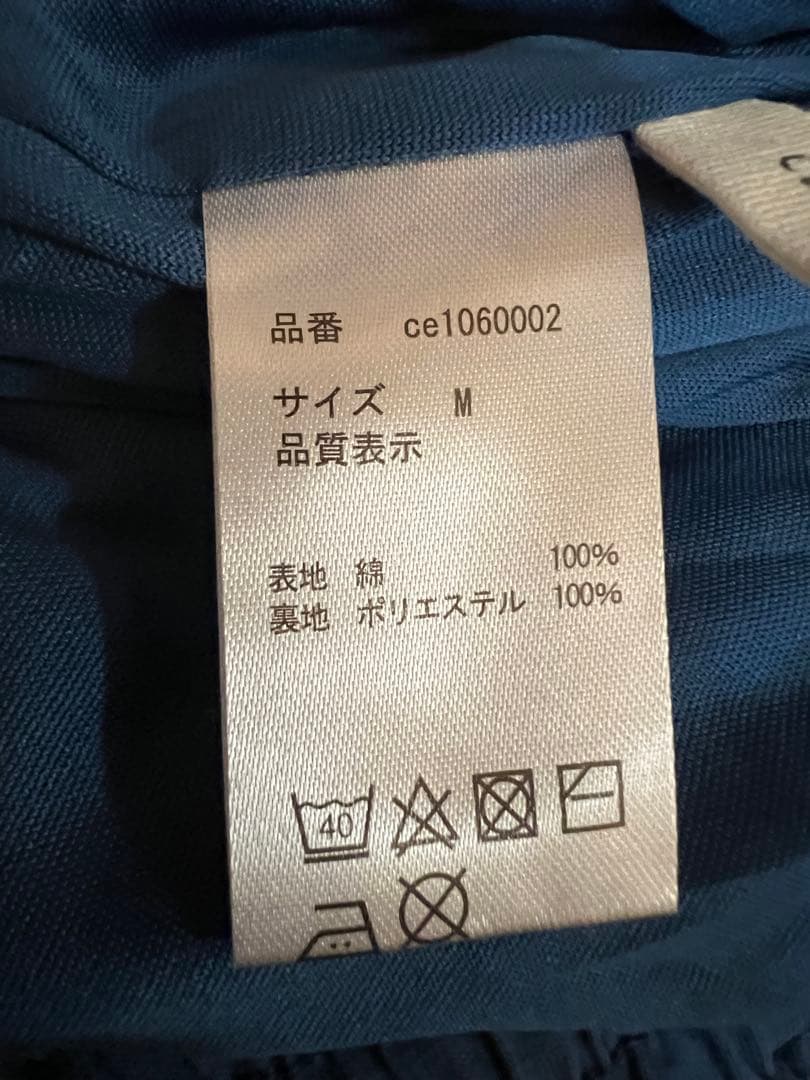 品番 ce1060002
サイズ M
品質表示
表地 綿 100%
裏地 ポリエステル 100%
40